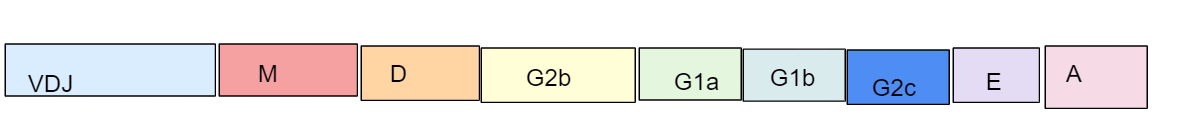 VDJ M D G2b G1a G1b G2c E A